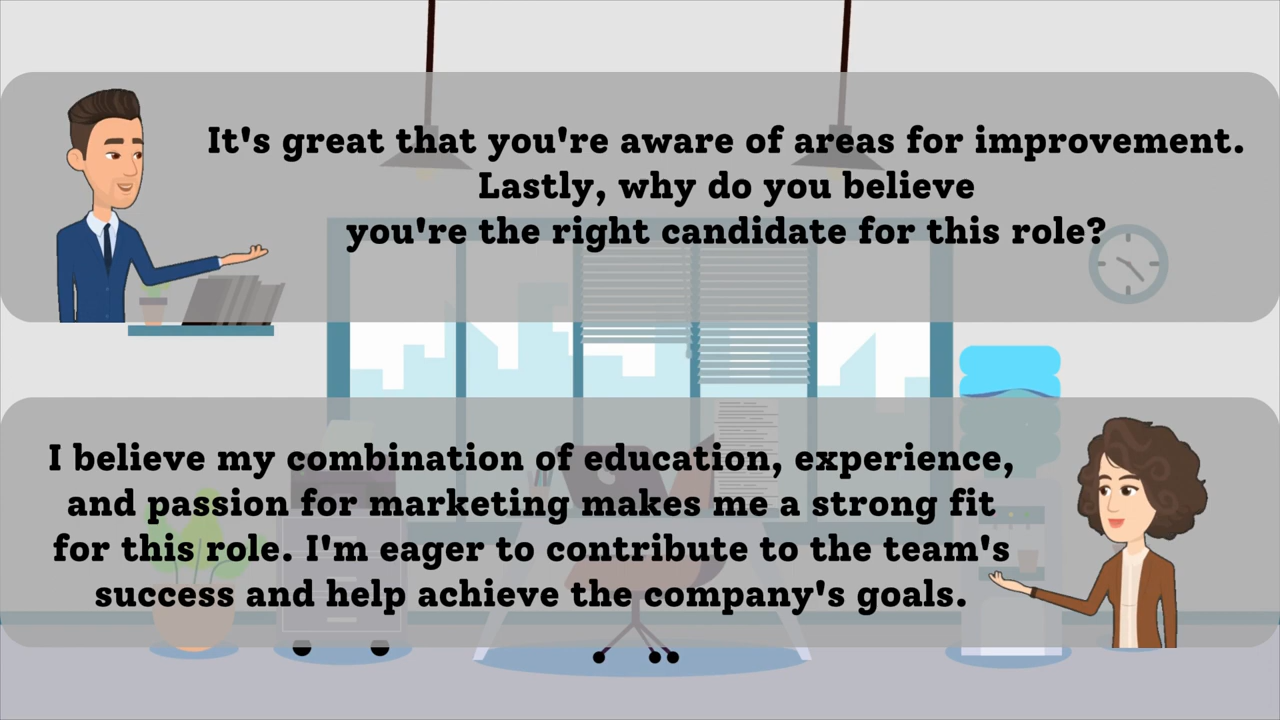 It's great that you're aware of areas for improvement.
Lastly, why do you believe
you're the right candidate for this role?
I believe my combination of education, experience,
and passion for marketing makes me a strong fit
for this role. I'm eager to contribute to the team's
success and help achieve the company's goals.